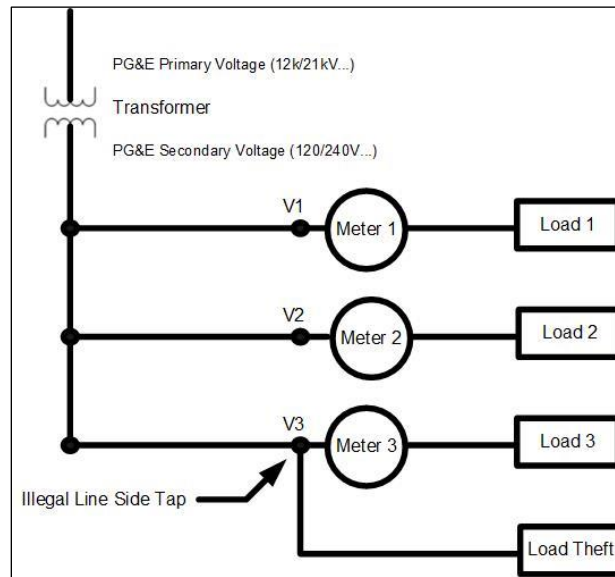 PG&E Primary Voltage (12k/21kV...)
Transformer
PG&E Secondary Voltage (120/240V...)
V1
Meter 1
Load 1
V2
Meter 2
Load 2
V3
Meter 3
Load 3
Illegal Line Side Tap
Load Theft